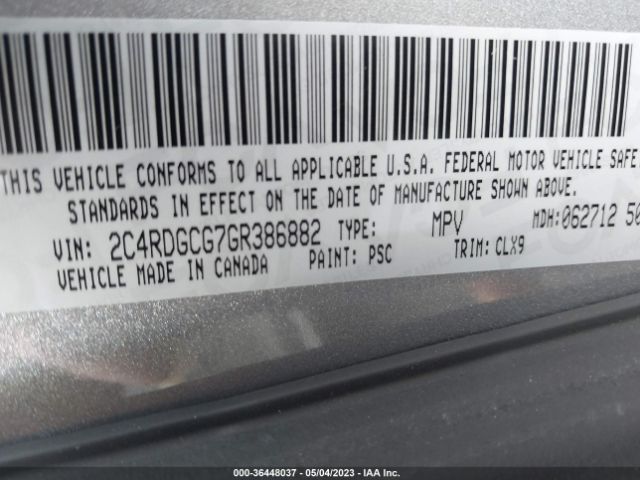 THIS VEHICLE CONFORMS TO ALL APPLICABLE U.S.A. FEDERAL MOTOR VEHICLE SAFE
STANDARDS IN EFFECT ON THE DATE OF MANUFACTURE SHOWN ABOVE.
VIN: 2C4RDGCG7GR386882 TYPE: MPV MDH:062712 50
VEHICLE MADE IN CANADA PAINT: PSC TRIM: CLX9
000-36448037 - 05/04/2023 - IAA Inc.